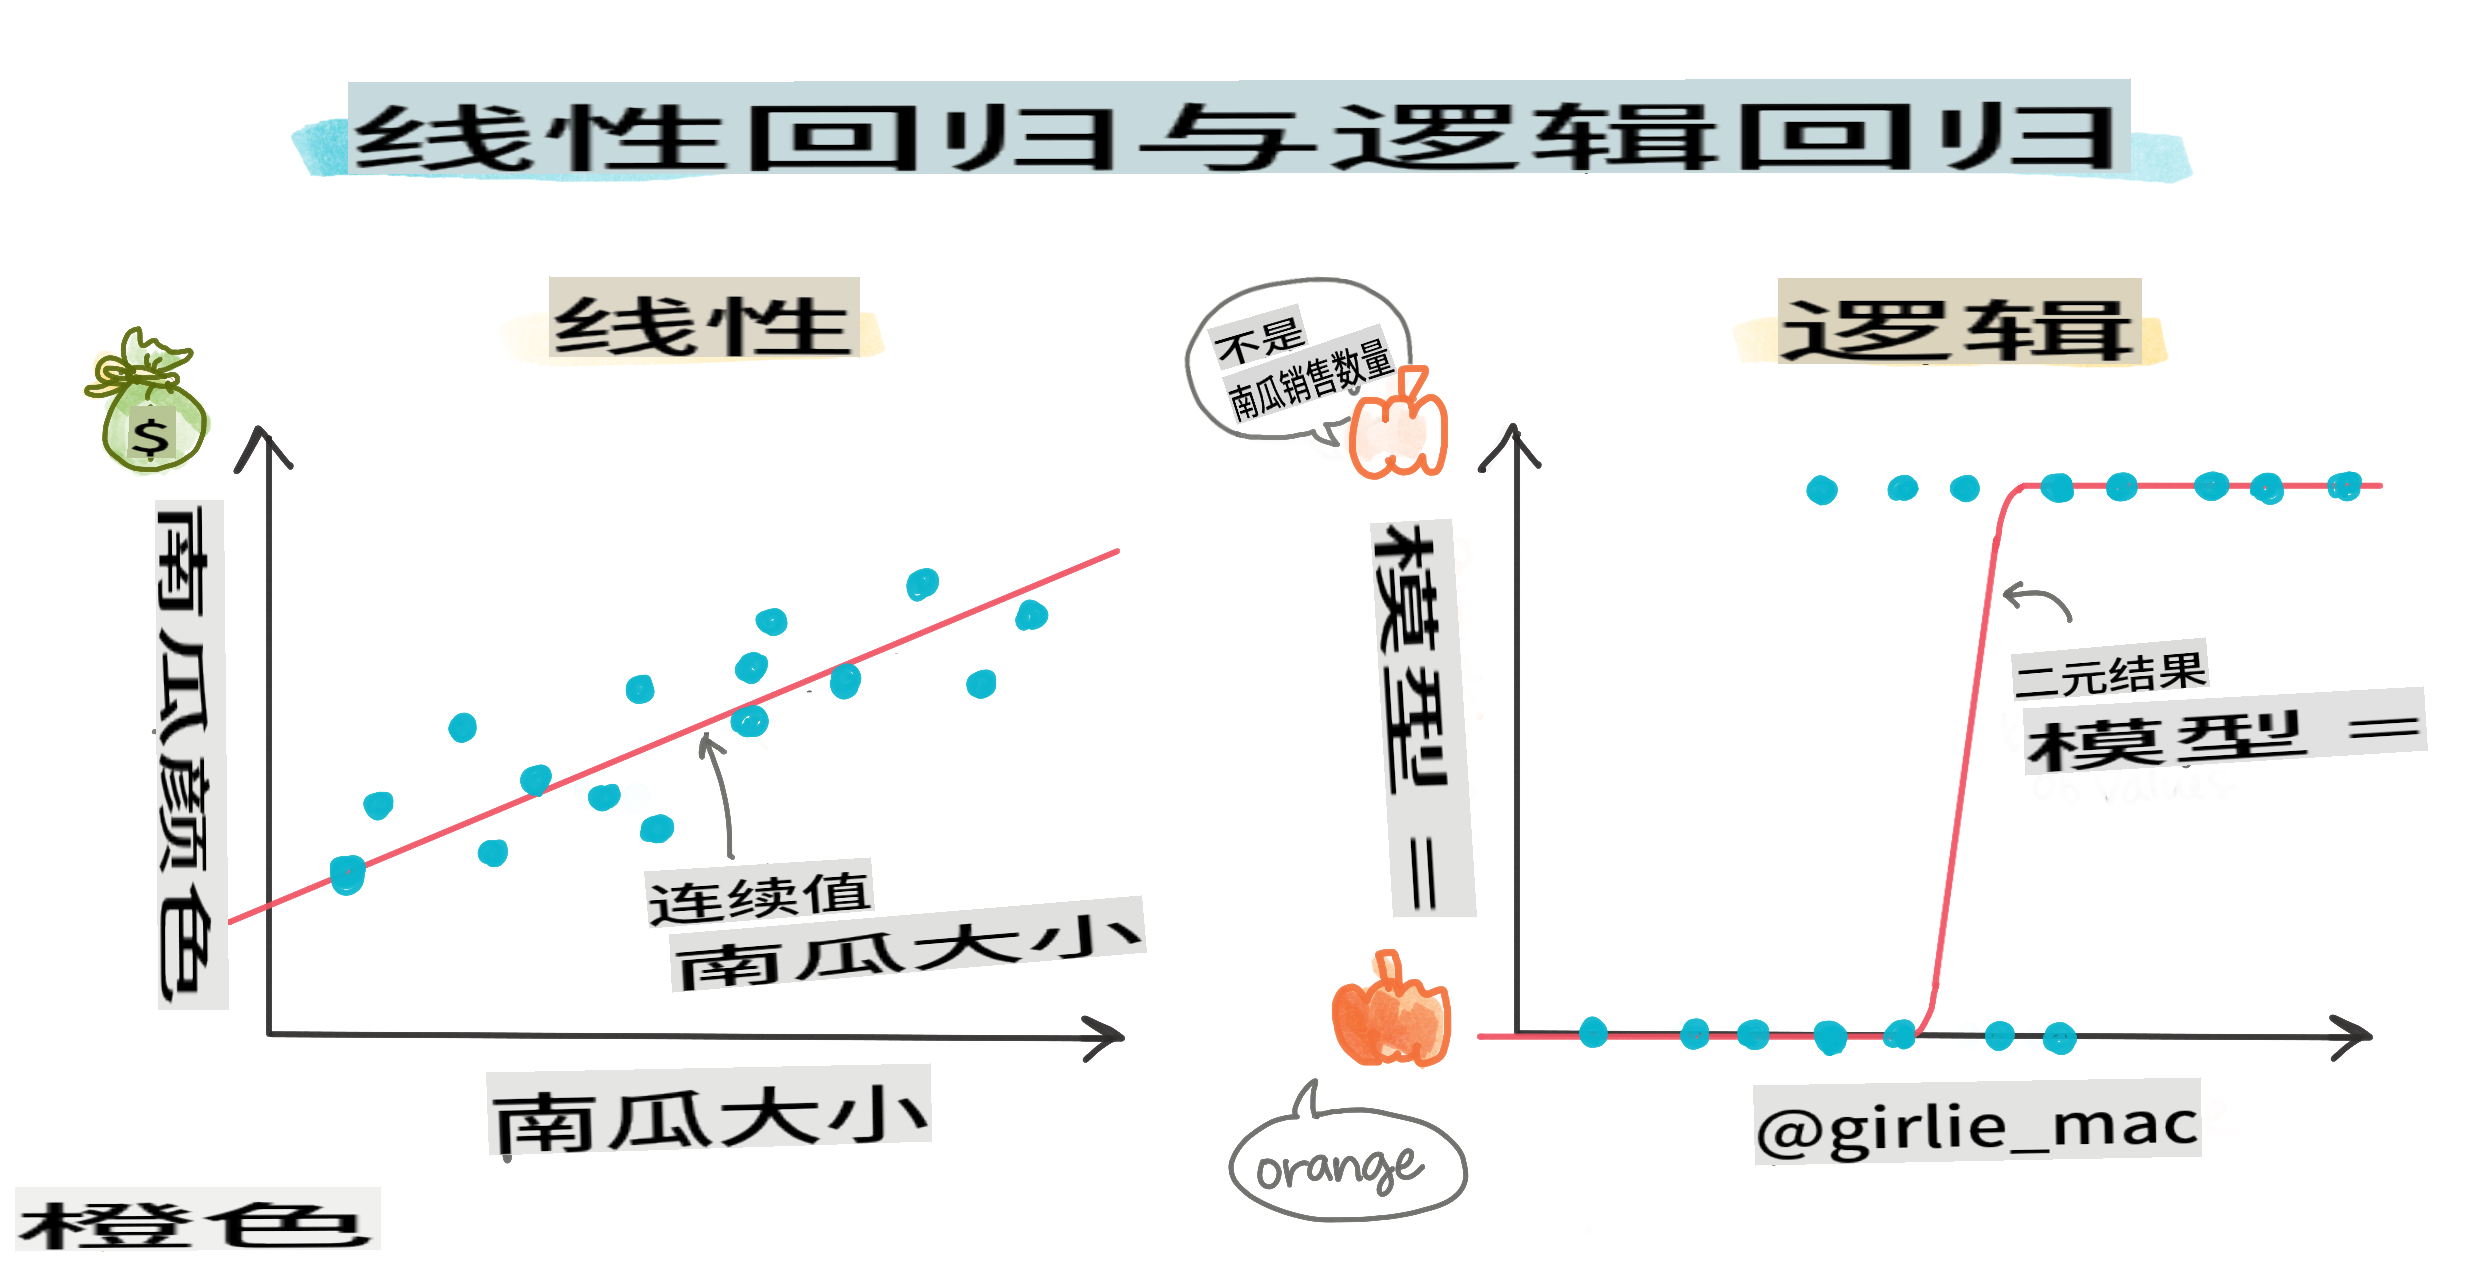 线性回归与逻辑回归
线性
逻辑
不是
南瓜销售数量
$
南瓜颜色
模型 =
二元结果
模型 =
连续值
南瓜大小
南瓜大小
@girlie_mac
orange
橙色